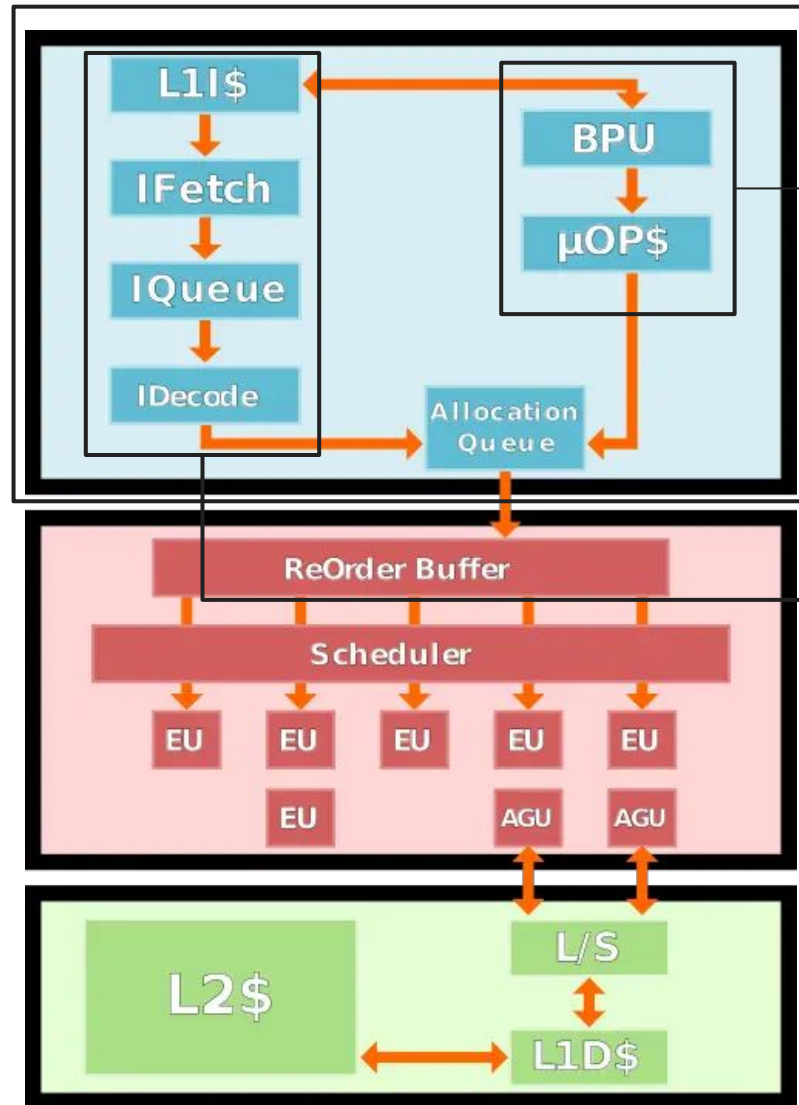 L1I$
BPU
IFetch
µOP$
IQueue
IDecode
Allocation
Queue
ReOrder Buffer
Scheduler
EU EU EU EU EU
EU AGU AGU
L/S
L2$
L1D$